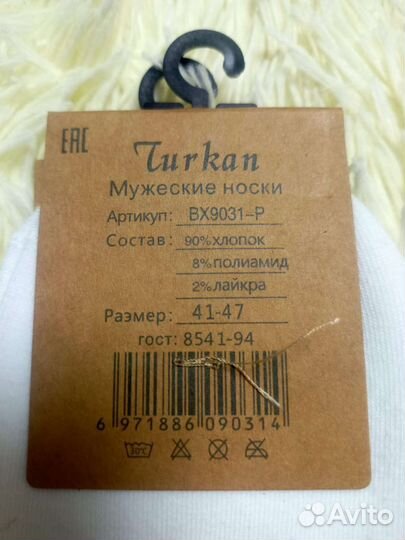 EAC
Turkan
Мужеские носки
Артикул: BX9031-P
Состав: 90% хлопок
8% полиамид
2% лайкра
Размер: 41-47
гост: 8541-94
6 971886 090314
30°C
Avito